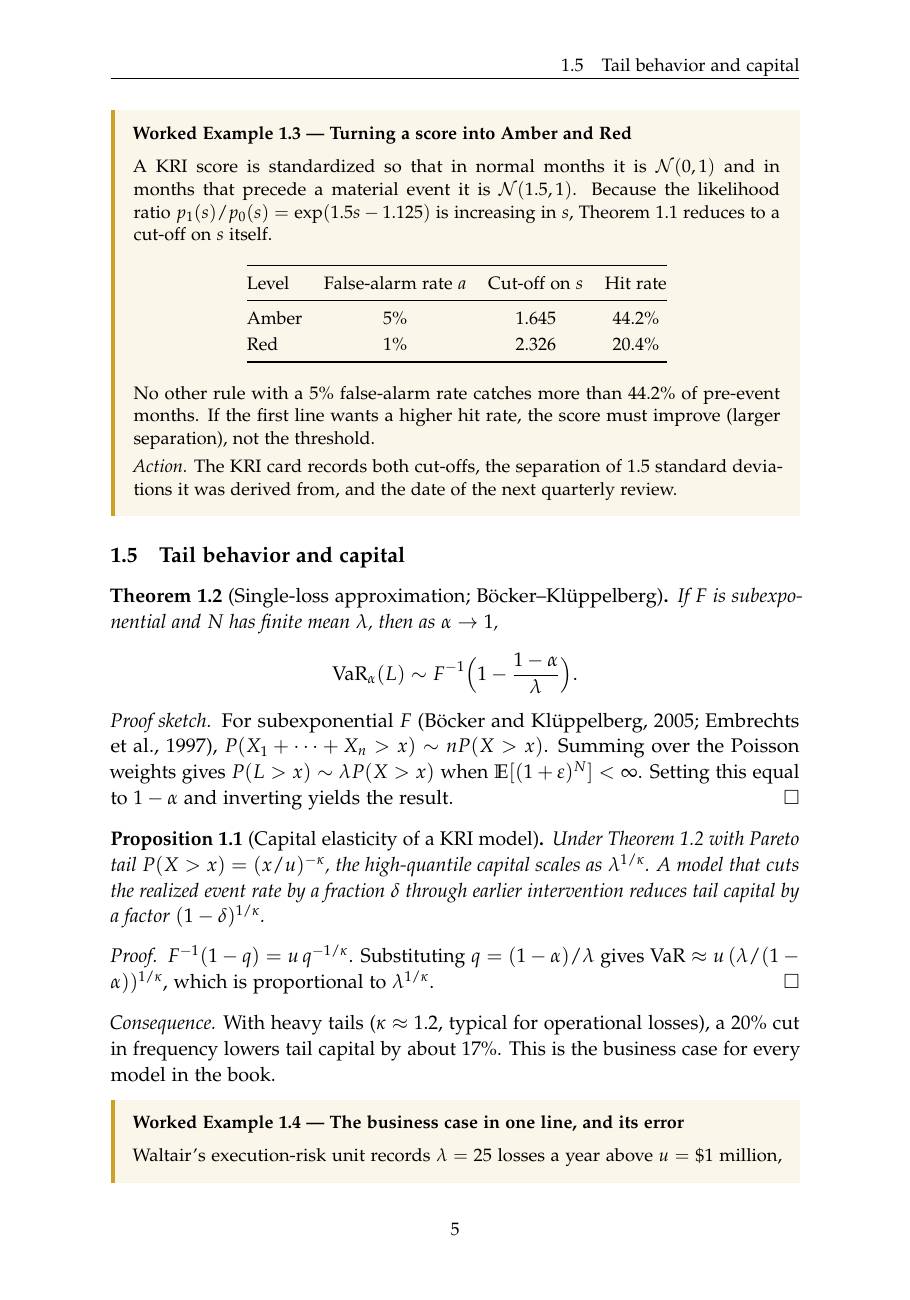 1.5 Tail behavior and capital
Worked Example 1.3 — Turning a score into Amber and Red
A KRI score is standardized so that in normal months it is 𝒩(0, 1) and in
months that precede a material event it is 𝒩(1.5, 1). Because the likelihood
ratio p₁(s)/p₀(s) = exp(1.5s − 1.125) is increasing in s, Theorem 1.1 reduces to a
cut-off on s itself.
Level False-alarm rate a Cut-off on s Hit rate
Amber 5% 1.645 44.2%
Red 1% 2.326 20.4%
No other rule with a 5% false-alarm rate catches more than 44.2% of pre-event
months. If the first line wants a higher hit rate, the score must improve (larger
separation), not the threshold.
Action. The KRI card records both cut-offs, the separation of 1.5 standard devia-
tions it was derived from, and the date of the next quarterly review.
1.5 Tail behavior and capital
Theorem 1.2 (Single-loss approximation; Böcker–Klüppelberg). If F is subexpo-
nential and N has finite mean λ, then as α → 1,
VaR_α(L) ∼ F⁻¹(1 − (1 − α)/λ).
Proof sketch. For subexponential F (Böcker and Klüppelberg, 2005; Embrechts
et al., 1997), P(X₁ + ··· + Xₙ > x) ∼ nP(X > x). Summing over the Poisson
weights gives P(L > x) ∼ λP(X > x) when 𝔼[(1 + ε)^N] < ∞. Setting this equal
to 1 − α and inverting yields the result. □
Proposition 1.1 (Capital elasticity of a KRI model). Under Theorem 1.2 with Pareto
tail P(X > x) = (x/u)^{−κ}, the high-quantile capital scales as λ^{1/κ}. A model that cuts
the realized event rate by a fraction δ through earlier intervention reduces tail capital by
a factor (1 − δ)^{1/κ}.
Proof. F⁻¹(1 − q) = u q^{−1/κ}. Substituting q = (1 − α)/λ gives VaR ≈ u (λ/(1 −
α))^{1/κ}, which is proportional to λ^{1/κ}. □
Consequence. With heavy tails (κ ≈ 1.2, typical for operational losses), a 20% cut
in frequency lowers tail capital by about 17%. This is the business case for every
model in the book.
Worked Example 1.4 — The business case in one line, and its error
Waltair's execution-risk unit records λ = 25 losses a year above u = $1 million,
5